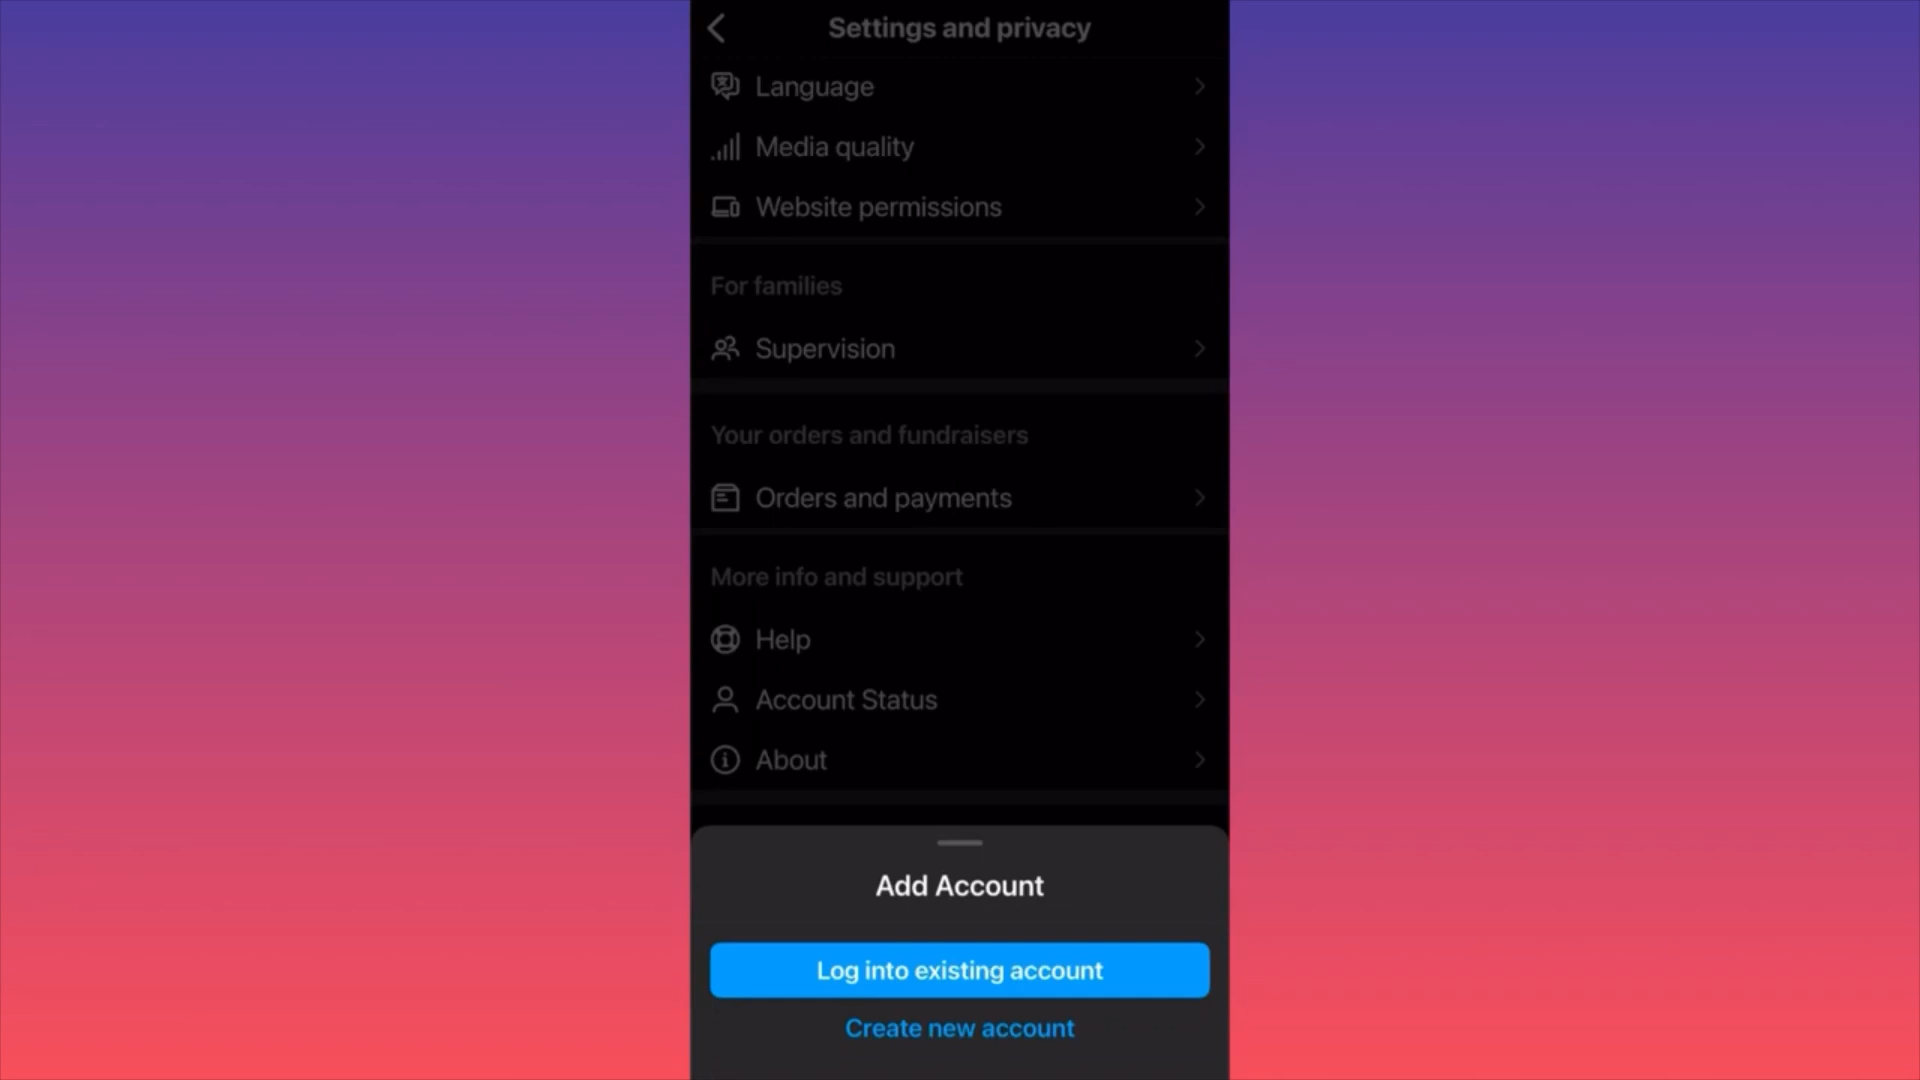 Settings and privacy
Language
Media quality
Website permissions
For families
Supervision
Your orders and fundraisers
Orders and payments
More info and support
Help
Account Status
About
Add Account
Log into existing account
Create new account